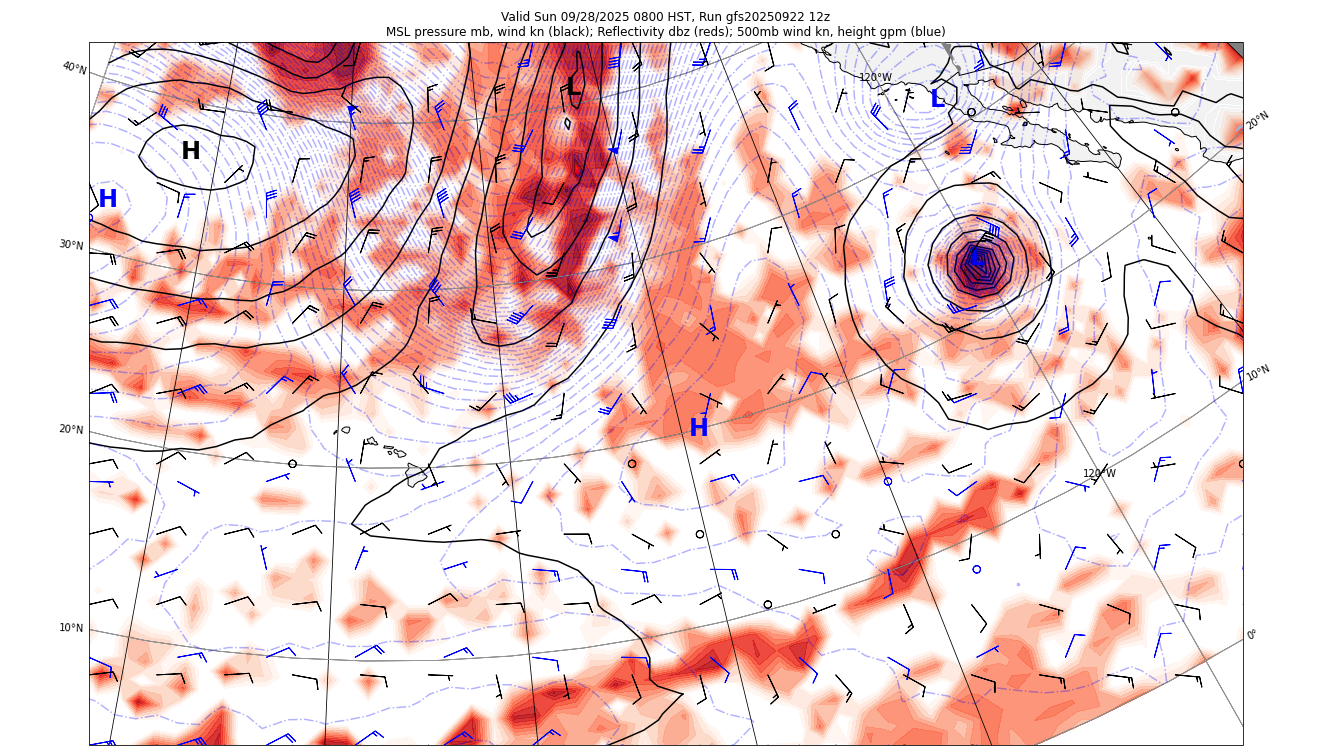 Valid Sun 09/28/2025 0800 HST, Run gfs20250922 12z
MSL pressure mb, wind kn (black); Reflectivity dbz (reds); 500mb wind kn, height gpm (blue)
40°N
120°W
L
L
20°N
H
H
30°N
L
10°N
20°N
H
120°W
10°N
0°